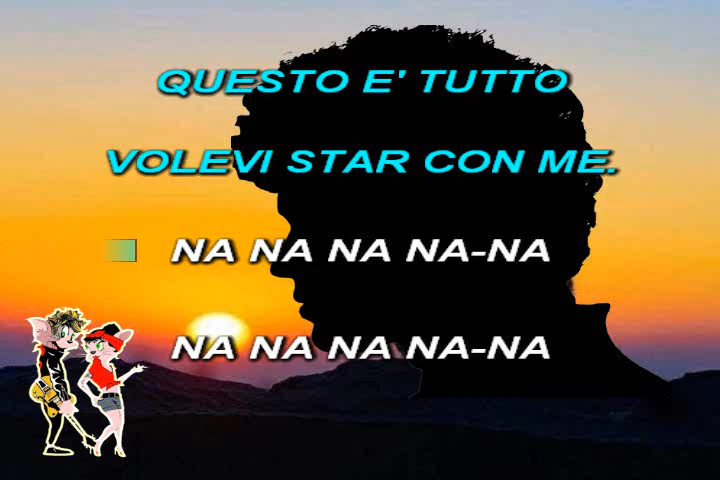 QUESTO E' TUTTO
VOLEVI STAR CON ME.
NA NA NA NA-NA
NA NA NA NA-NA